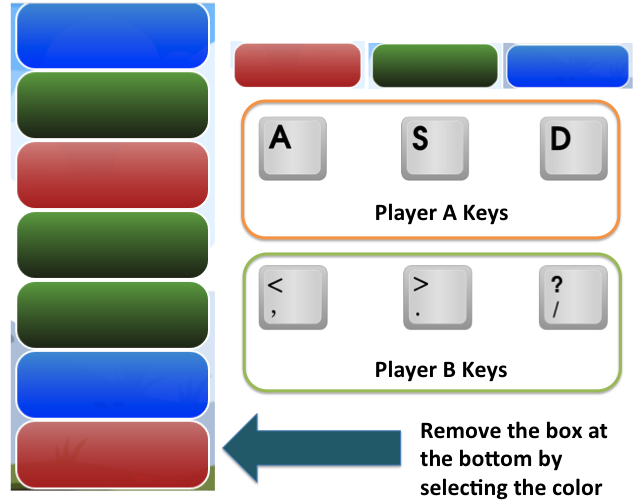 A S D
Player A Keys
< > ?
, . /
Player B Keys
Remove the box at
the bottom by
selecting the color